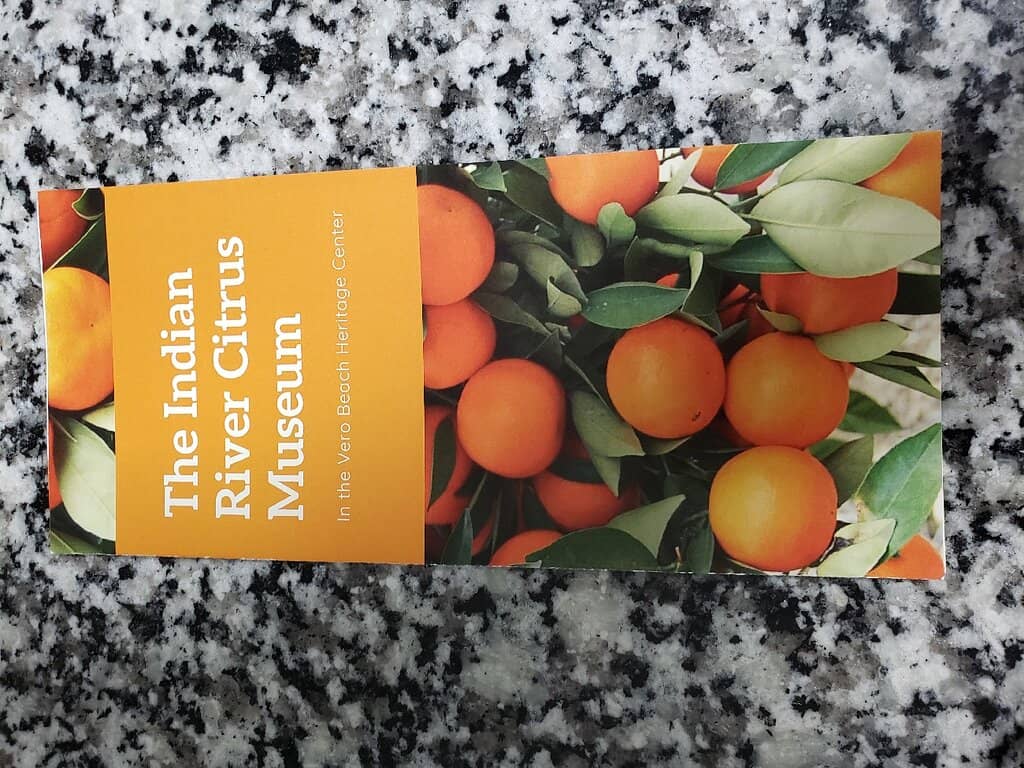 The Indian
River Citrus
Museum
In the Vero Beach Heritage Center